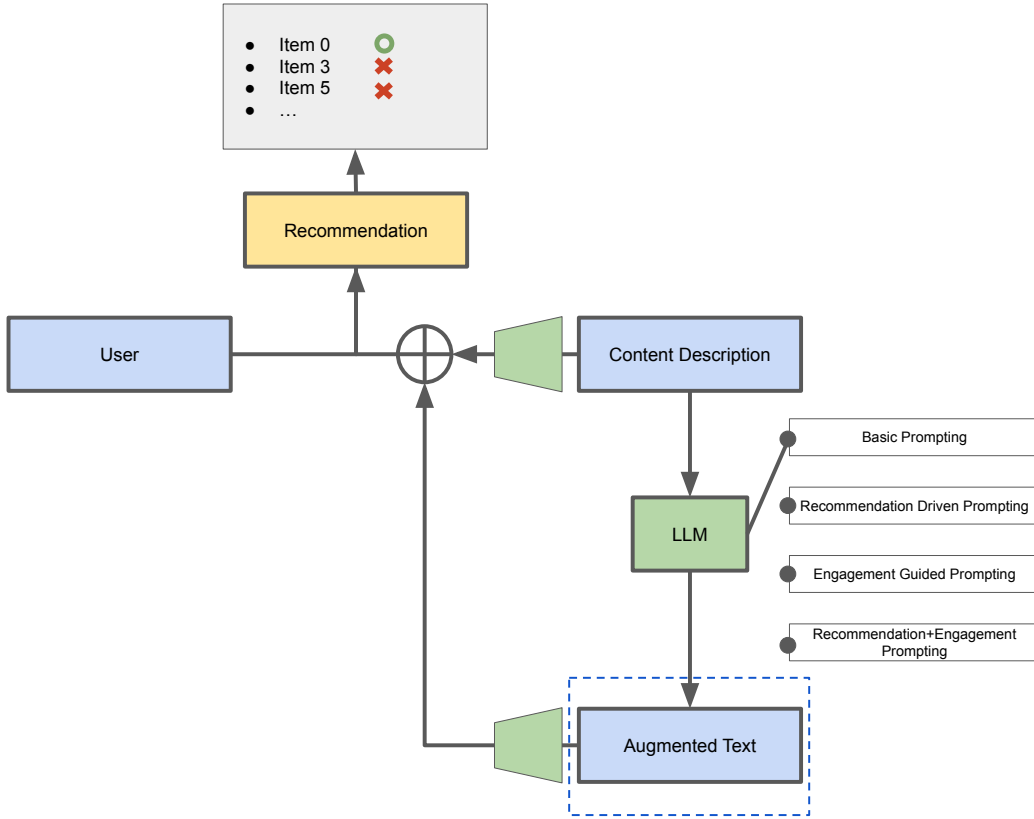 ● Item 0
● Item 3
● Item 5
● …
Recommendation
User
Content Description
Basic Prompting
LLM
Recommendation Driven Prompting
Engagement Guided Prompting
Recommendation+Engagement
Prompting
Augmented Text